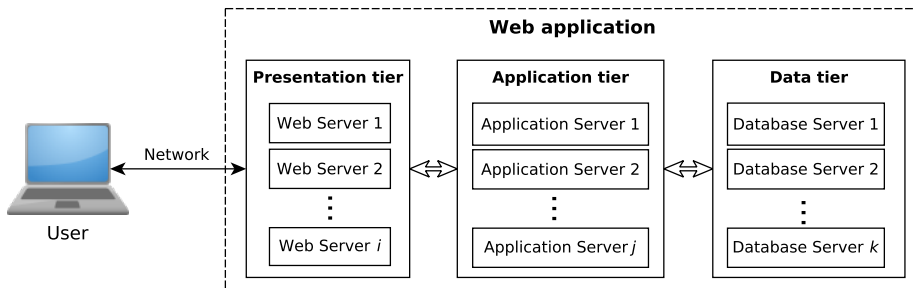 Web application
Presentation tier
Web Server 1
Web Server 2
Web Server i
Application tier
Application Server 1
Application Server 2
Application Server j
Data tier
Database Server 1
Database Server 2
Database Server k
Network
User